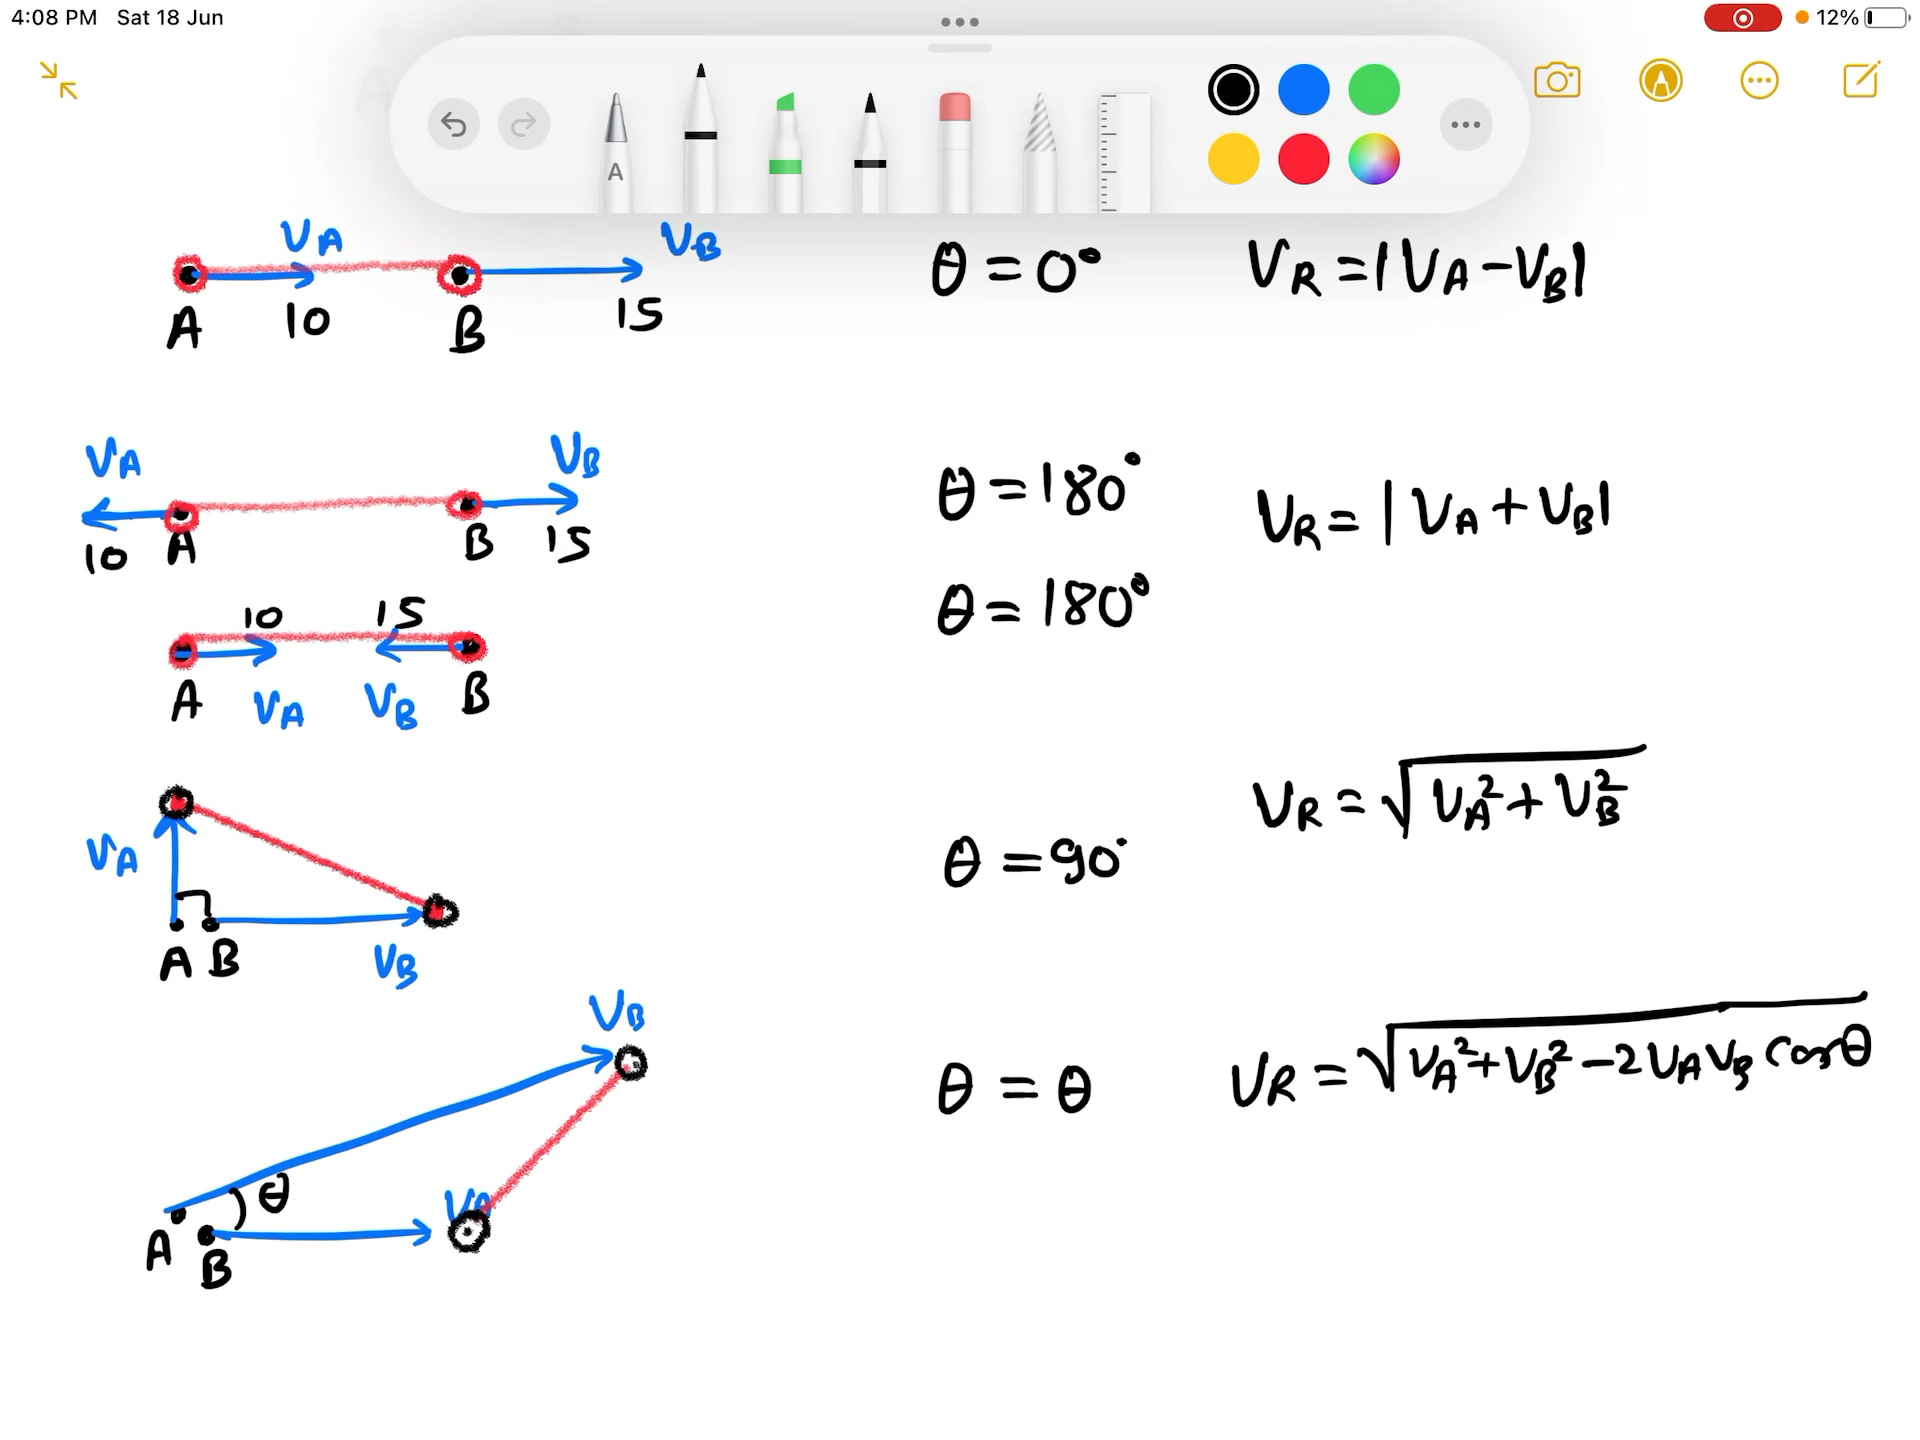 4:08 PM Sat 18 Jun 12%
A
VA VB
10 15
A B
θ = 0° VR = |VA - VB|
VA VB
10 A B 15
θ = 180° VR = |VA + VB|
10 15
A VA VB B
θ = 180°
VA
A B VB
θ = 90° VR = √VA² + VB²
VB
θ VA
A B
θ = θ VR = √VA² + VB² - 2VAVB cosθ